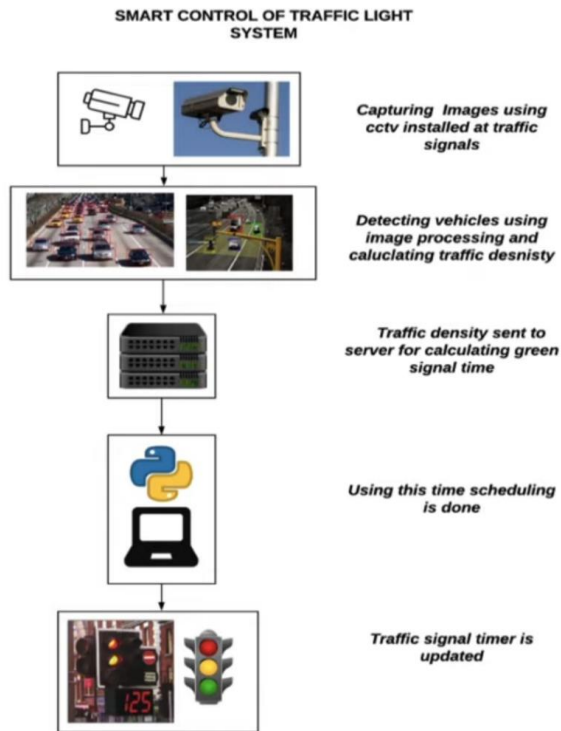 SMART CONTROL OF TRAFFIC LIGHT
SYSTEM
Capturing Images using
cctv installed at traffic
signals
Detecting vehicles using
image processing and
caluclating traffic desnisty
Traffic density sent to
server for calculating green
signal time
Using this time scheduling
is done
Traffic signal timer is
updated
125